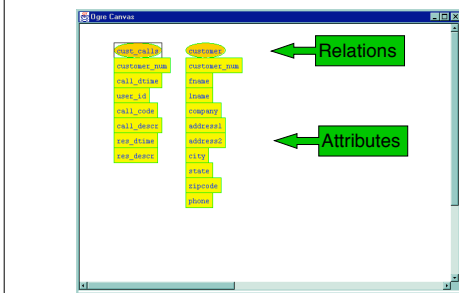 Ogre Canvas
cust_calls customer
Relations
customer_num customer_num
call_dtime fname
user_id lname
call_code company
call_descr address1
res_dtime address2
Attributes
res_descr city
state
zipcode
phone